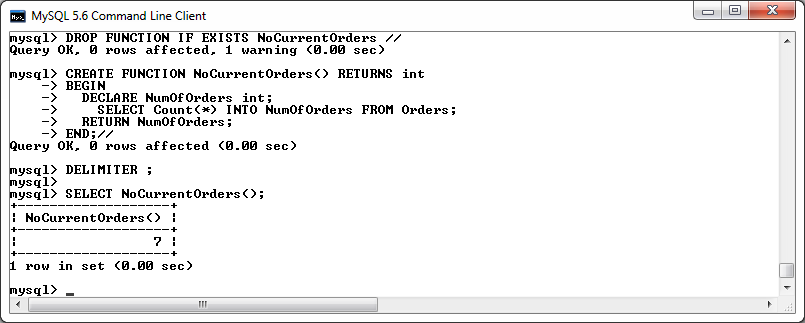 MySQL 5.6 Command Line Client
mysql> DROP FUNCTION IF EXISTS NoCurrentOrders //
Query OK, 0 rows affected, 1 warning (0.00 sec)
mysql> CREATE FUNCTION NoCurrentOrders() RETURNS int
    -> BEGIN
    ->   DECLARE NumOfOrders int;
    ->     SELECT Count(*) INTO NumOfOrders FROM Orders;
    ->   RETURN NumOfOrders;
    -> END;//
Query OK, 0 rows affected (0.00 sec)
mysql> DELIMITER ;
mysql>
mysql> SELECT NoCurrentOrders();
+-------------------+
| NoCurrentOrders() |
+-------------------+
|                 7 |
+-------------------+
1 row in set (0.00 sec)
mysql> _